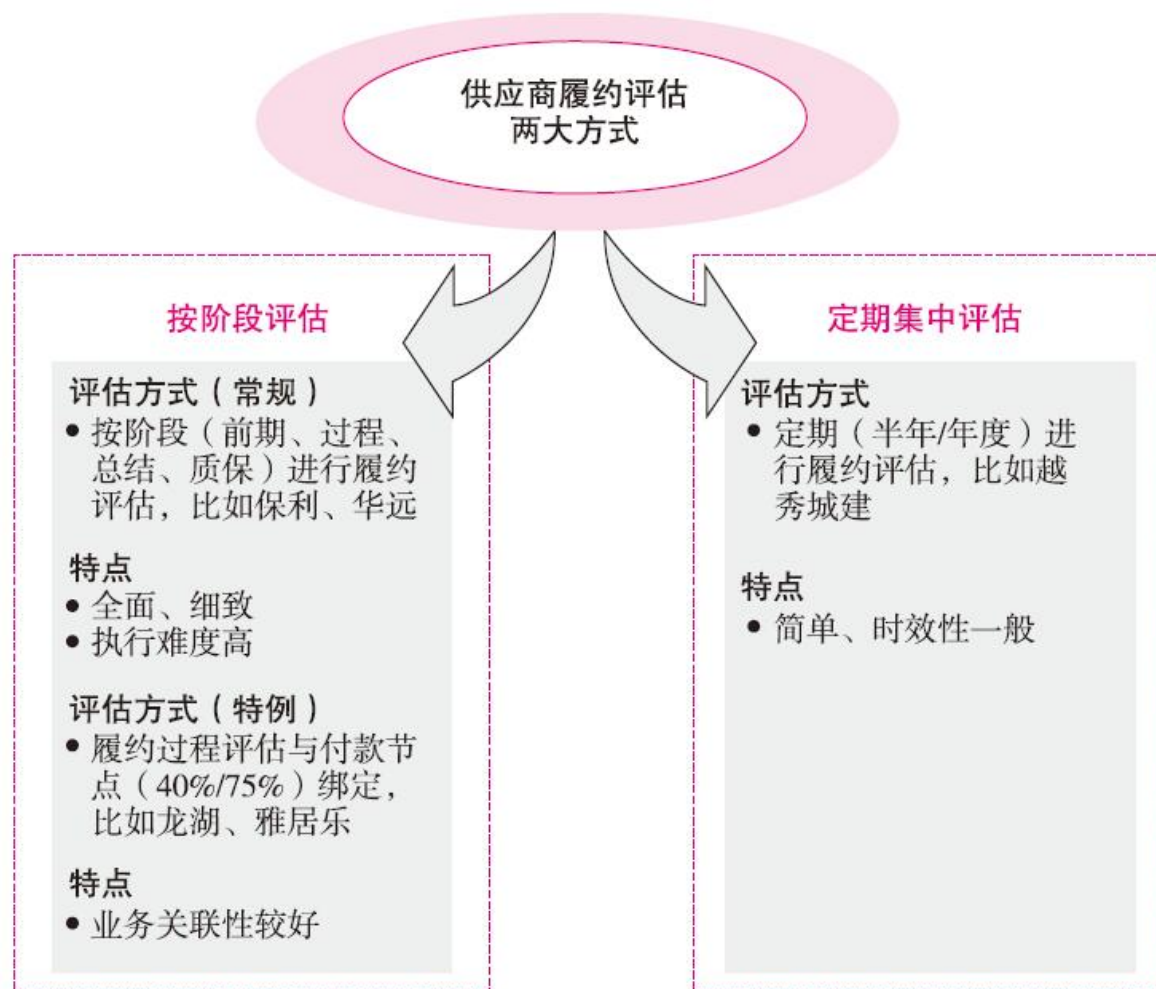 供应商履约评估
两大方式
按阶段评估
评估方式（常规）
• 按阶段（前期、过程、
总结、质保）进行履约
评估，比如保利、华远
特点
• 全面、细致
• 执行难度高
评估方式（特例）
• 履约过程评估与付款节
点（40%/75%）绑定，
比如龙湖、雅居乐
特点
• 业务关联性较好
定期集中评估
评估方式
• 定期（半年/年度）进
行履约评估，比如越
秀城建
特点
• 简单、时效性一般